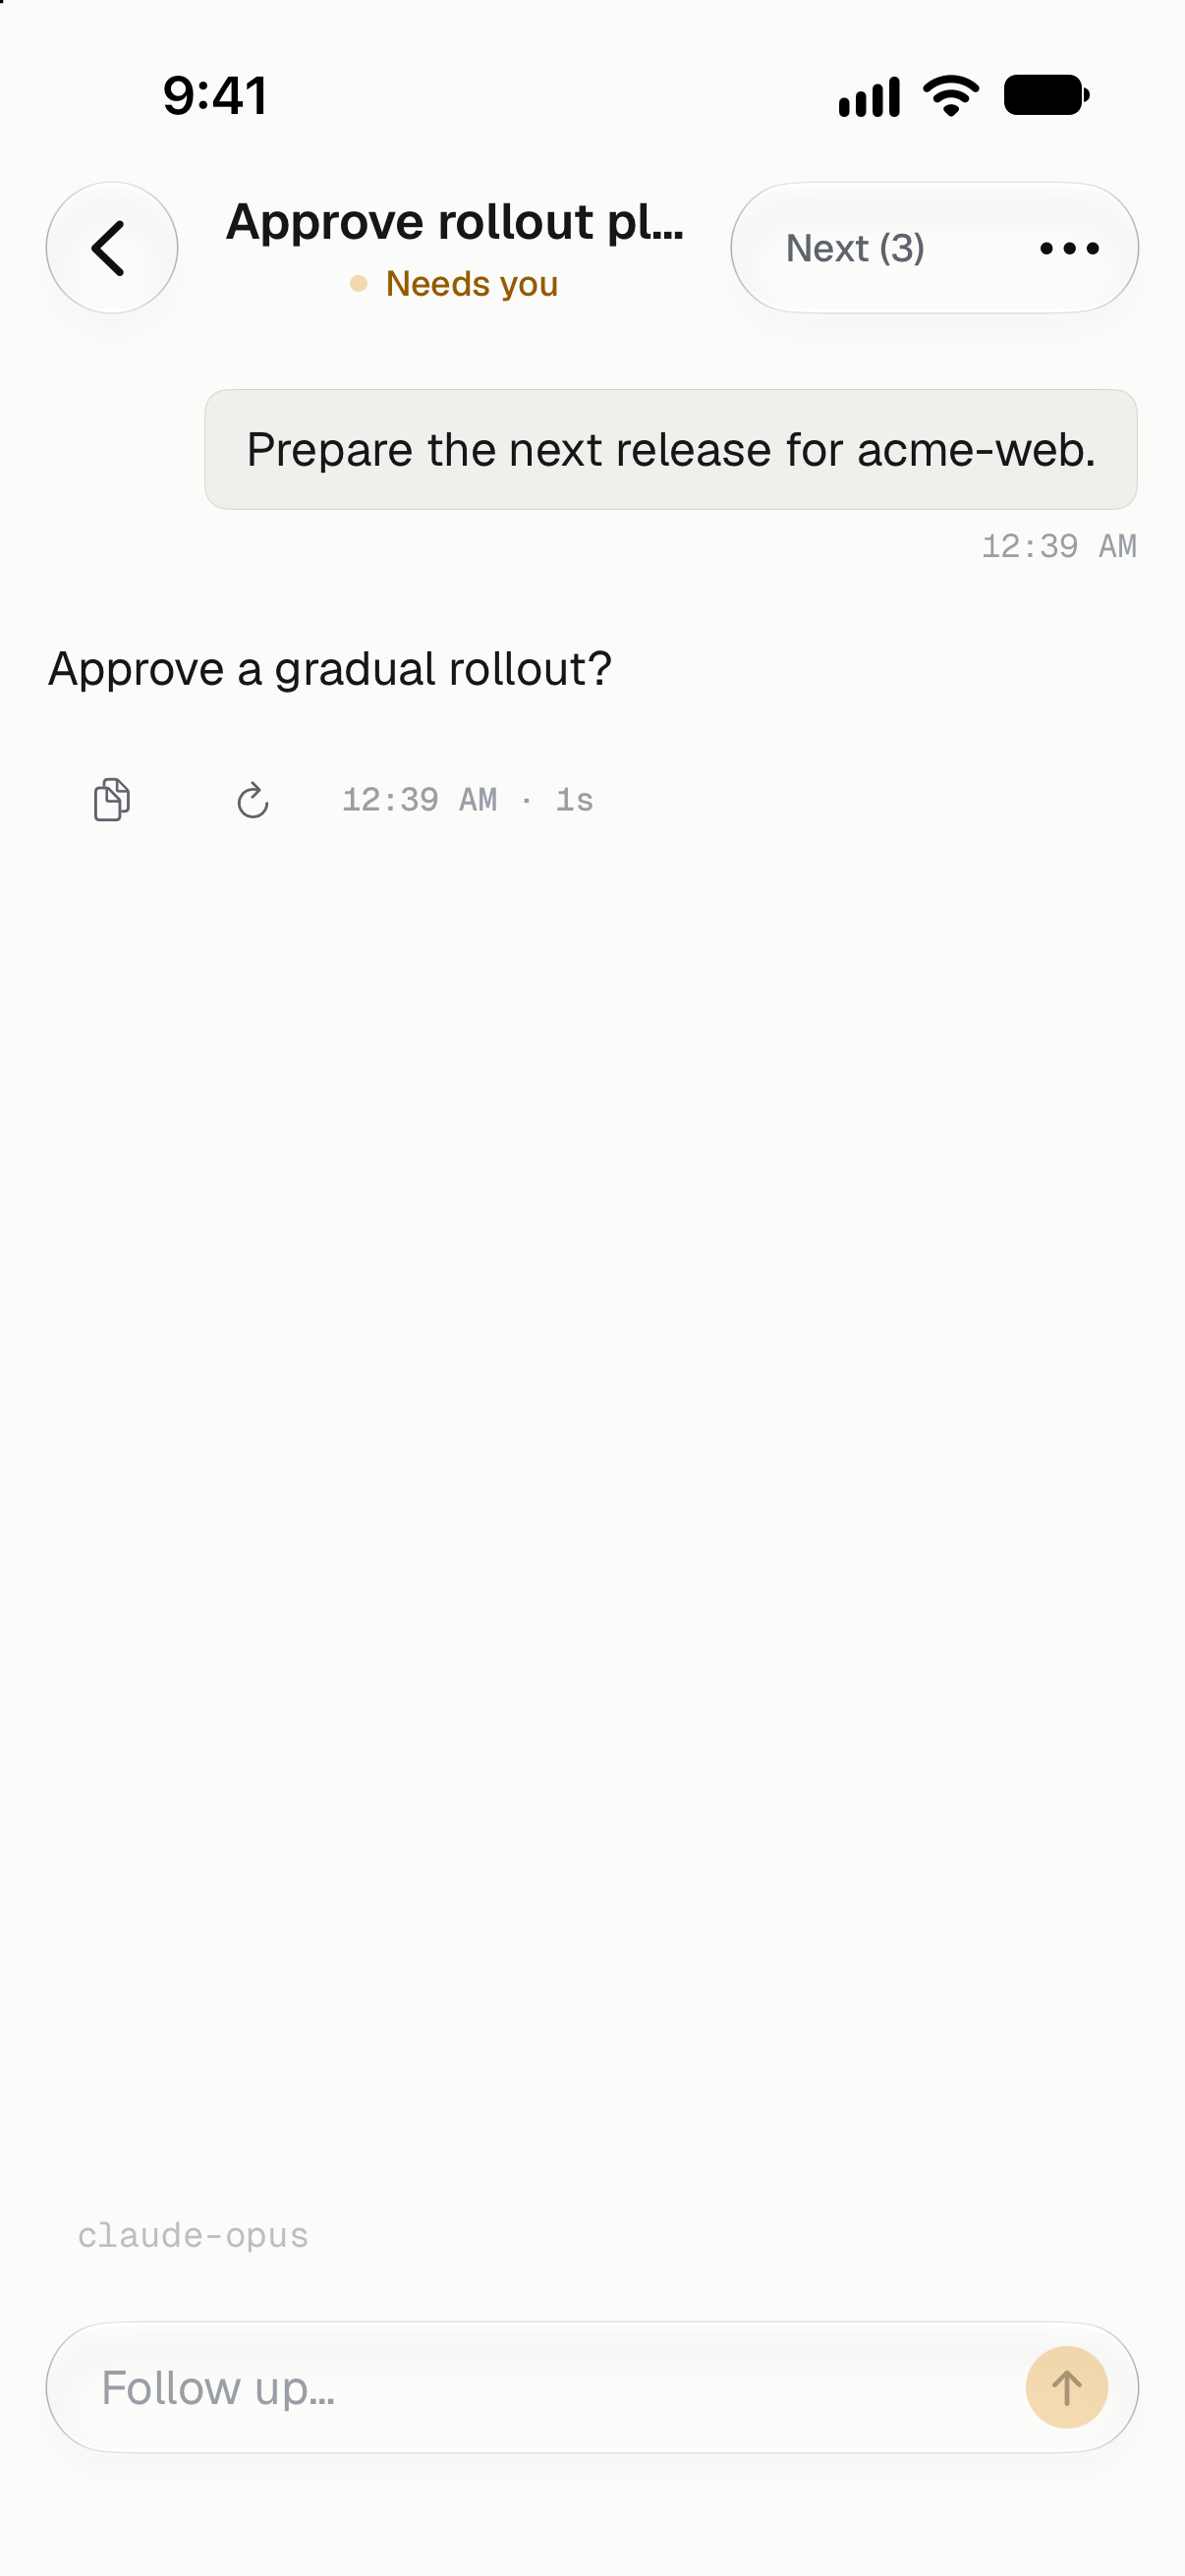 9:41
Approve rollout pl...
Needs you
Next (3)
Prepare the next release for acme-web.
12:39 AM
Approve a gradual rollout?
12:39 AM · 1s
claude-opus
Follow up...